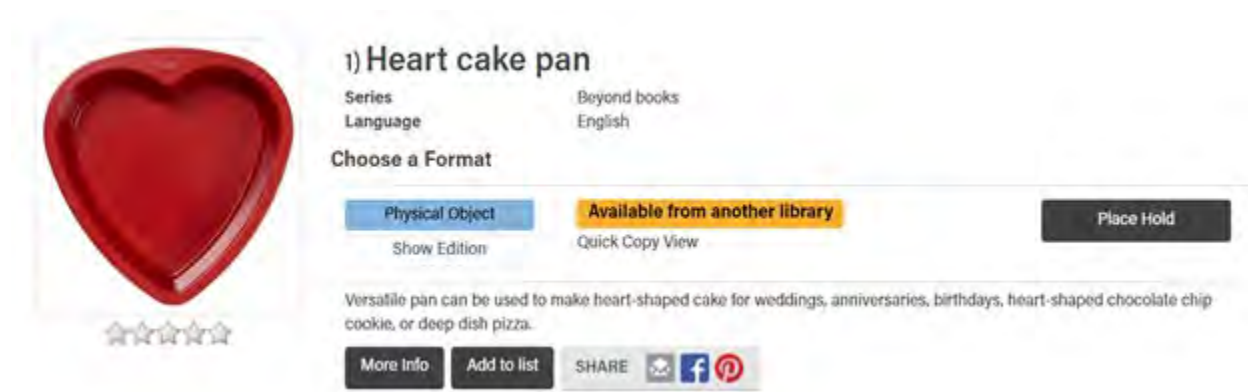 1) Heart cake pan
Series Beyond books
Language English
Choose a Format
Physical Object Available from another library Place Hold
Show Edition Quick Copy View
Versatile pan can be used to make heart-shaped cake for weddings, anniversaries, birthdays, heart-shaped chocolate chip
cookie, or deep dish pizza.
More Info Add to list SHARE